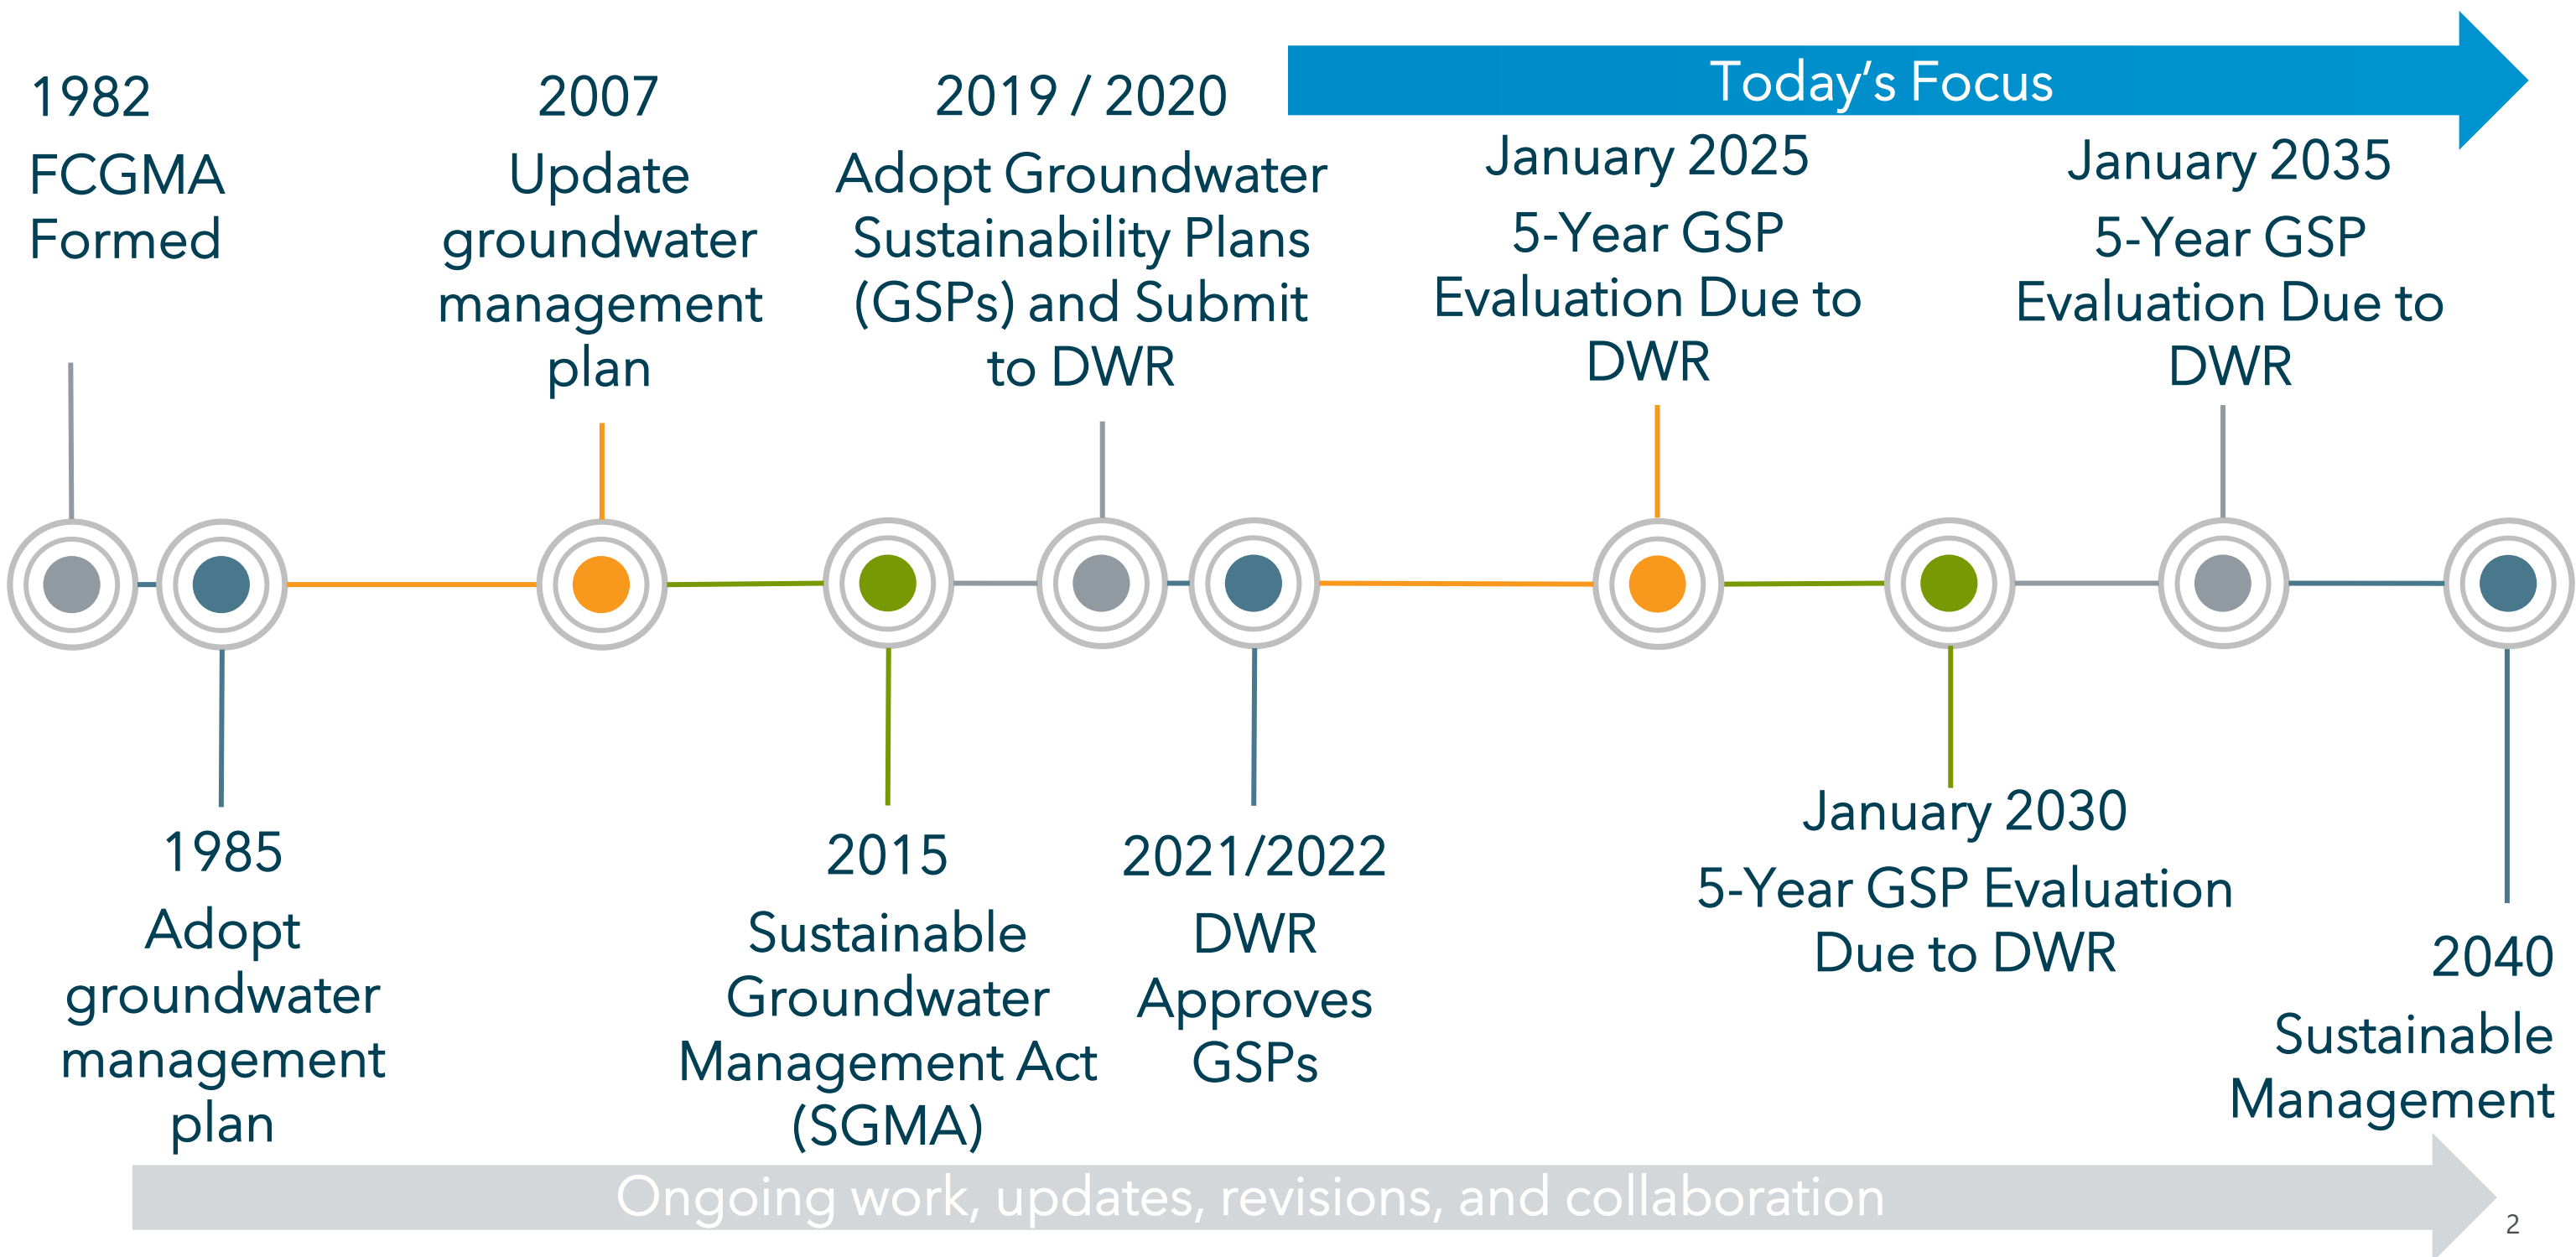 Today's Focus
1982
FCGMA
Formed
2007
Update
groundwater
management
plan
2019 / 2020
Adopt Groundwater
Sustainability Plans
(GSPs) and Submit
to DWR
January 2025
5-Year GSP
Evaluation Due to
DWR
January 2035
5-Year GSP
Evaluation Due to
DWR
1985
Adopt
groundwater
management
plan
2015
Sustainable
Groundwater
Management Act
(SGMA)
2021/2022
DWR
Approves
GSPs
January 2030
5-Year GSP Evaluation
Due to DWR
2040
Sustainable
Management
Ongoing work, updates, revisions, and collaboration
2